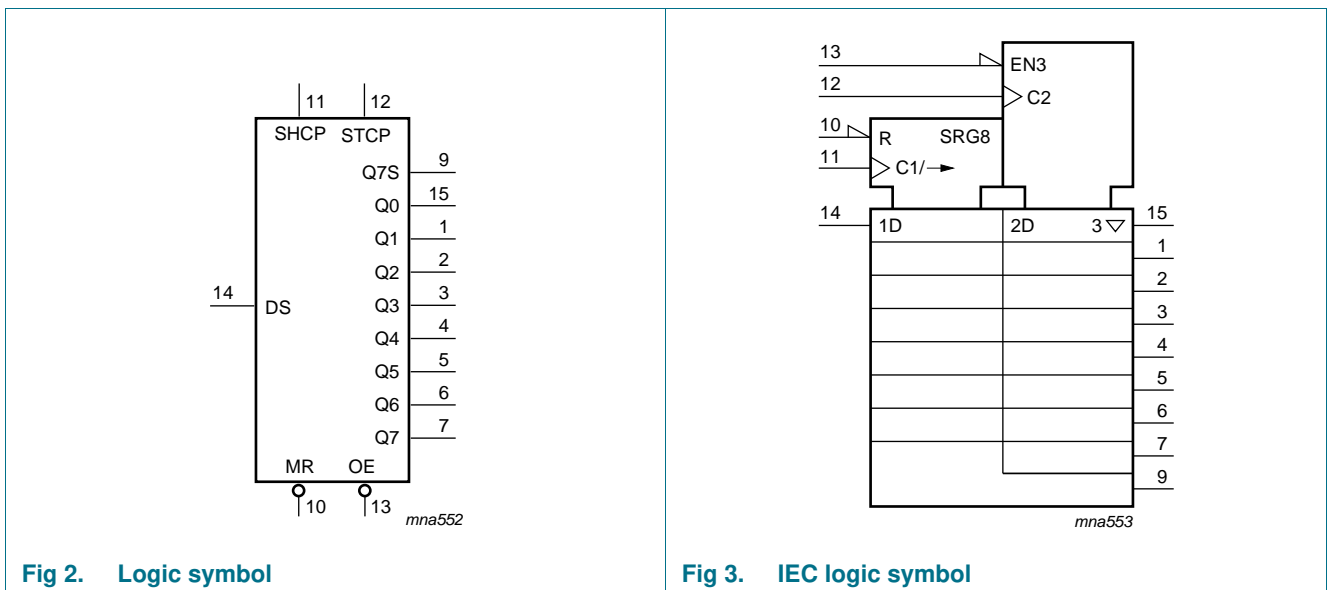 11 12
SHCP STCP
Q7S 9
Q0 15
Q1 1
Q2 2
14 DS Q3 3
Q4 4
Q5 5
Q6 6
Q7 7
MR OE
10 13
mna552
Fig 2. Logic symbol
13 EN3
12 C2
10 R SRG8
11 C1/
14 1D 2D 3 15
1
2
3
4
5
6
7
9
mna553
Fig 3. IEC logic symbol